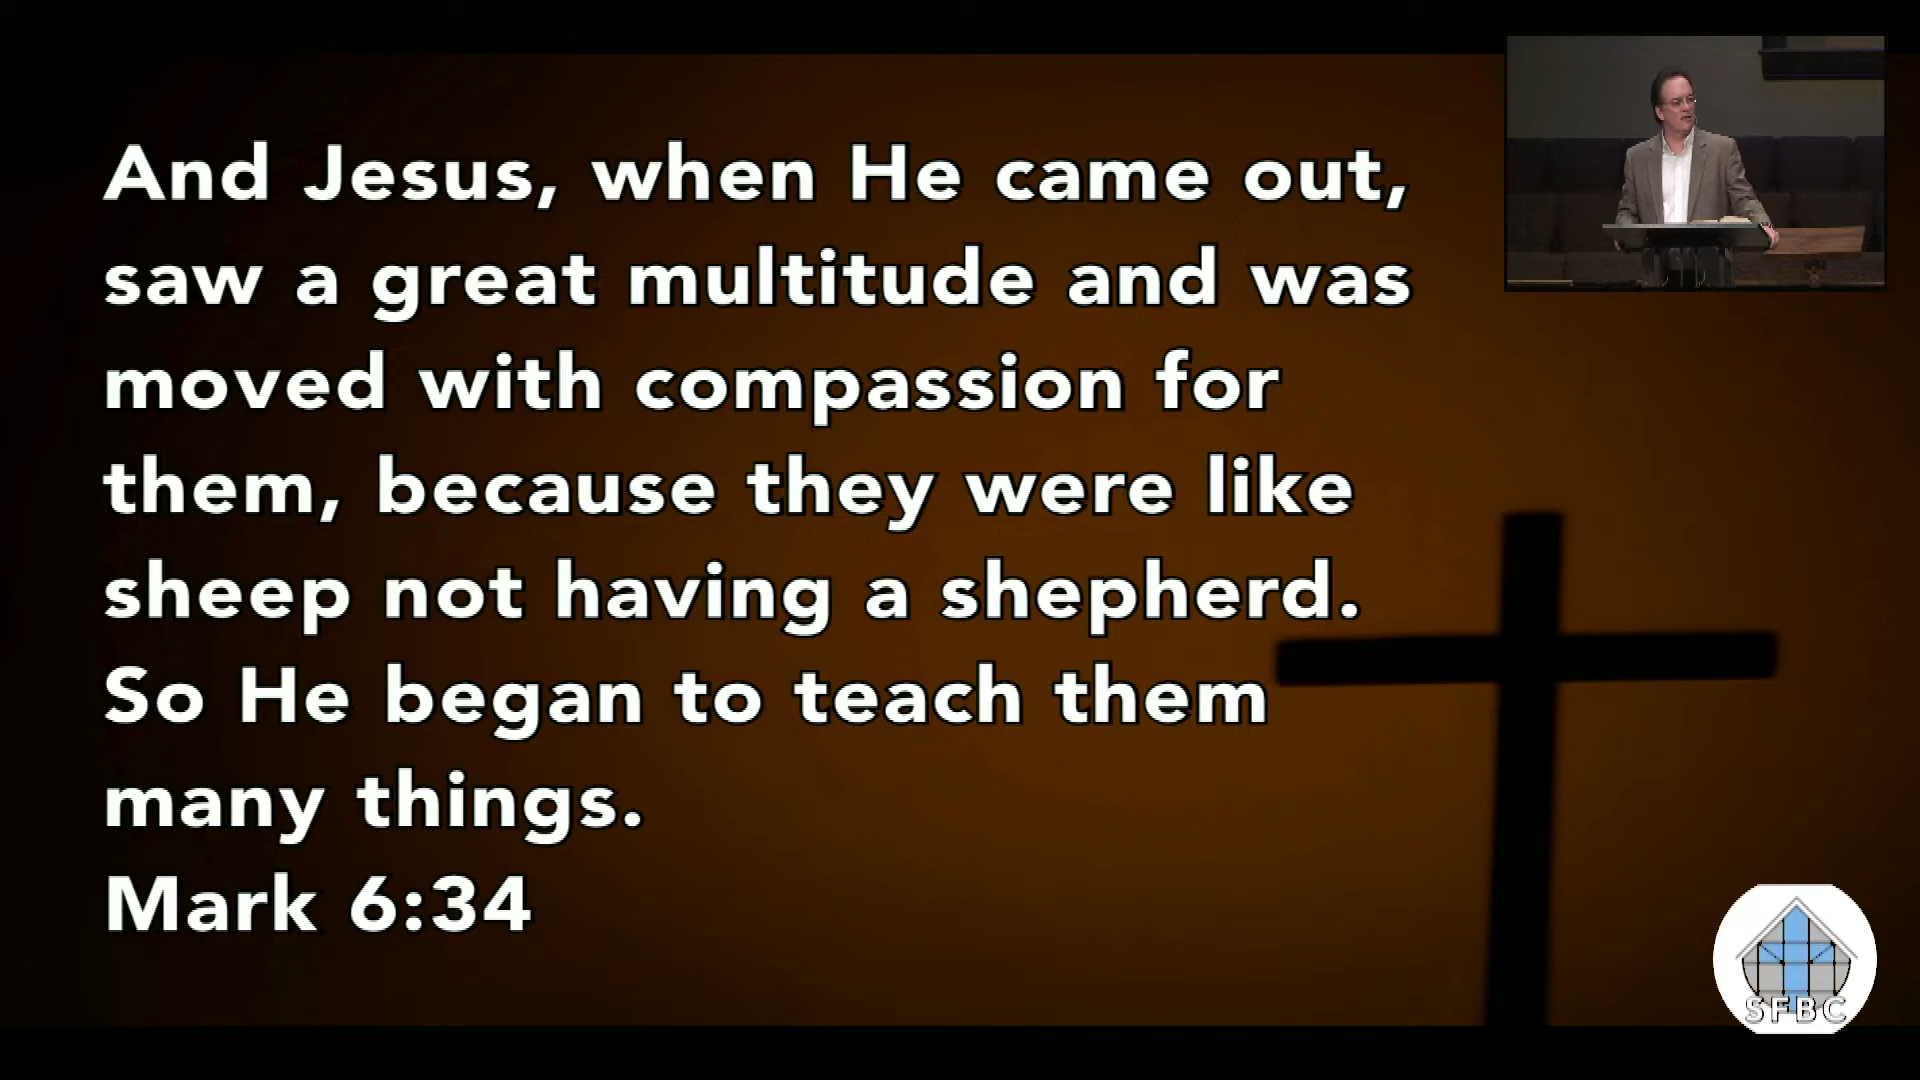 And Jesus, when He came out,
saw a great multitude and was
moved with compassion for
them, because they were like
sheep not having a shepherd.
So He began to teach them
many things.
Mark 6:34
SFBC